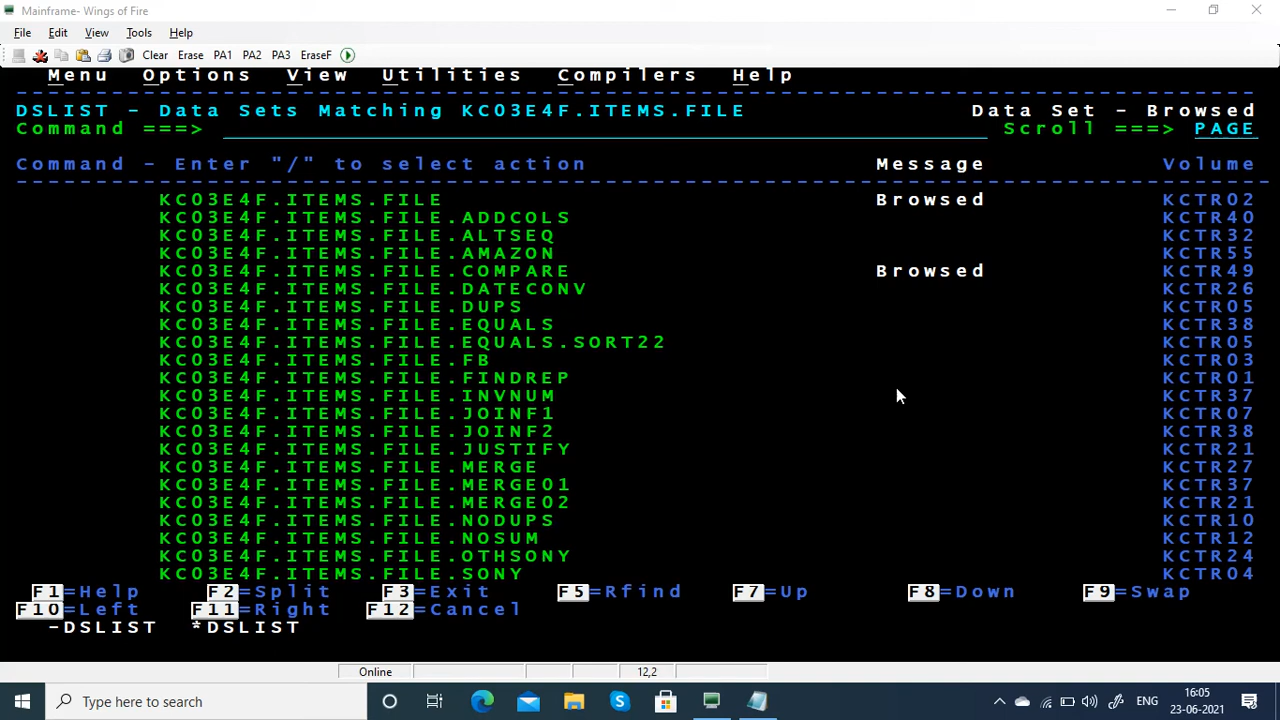 Mainframe- Wings of Fire
File Edit View Tools Help
Clear Erase PA1 PA2 PA3 EraseF
Menu Options View Utilities Compilers Help
DSLIST - Data Sets Matching KC03E4F.ITEMS.FILE Data Set - Browsed
Command ===> Scroll ===> PAGE
Command - Enter "/" to select action Message Volume
KC03E4F.ITEMS.FILE Browsed KCTR02
KC03E4F.ITEMS.FILE.ADDCOLS KCTR40
KC03E4F.ITEMS.FILE.ALTSEQ KCTR32
KC03E4F.ITEMS.FILE.AMAZON KCTR55
KC03E4F.ITEMS.FILE.COMPARE Browsed KCTR49
KC03E4F.ITEMS.FILE.DATECONV KCTR26
KC03E4F.ITEMS.FILE.DUPS KCTR05
KC03E4F.ITEMS.FILE.EQUALS KCTR38
KC03E4F.ITEMS.FILE.EQUALS.SORT22 KCTR05
KC03E4F.ITEMS.FILE.FB KCTR03
KC03E4F.ITEMS.FILE.FINDREP KCTR01
KC03E4F.ITEMS.FILE.INVNUM KCTR37
KC03E4F.ITEMS.FILE.JOINF1 KCTR07
KC03E4F.ITEMS.FILE.JOINF2 KCTR38
KC03E4F.ITEMS.FILE.JUSTIFY KCTR21
KC03E4F.ITEMS.FILE.MERGE KCTR27
KC03E4F.ITEMS.FILE.MERGE01 KCTR37
KC03E4F.ITEMS.FILE.MERGE02 KCTR21
KC03E4F.ITEMS.FILE.NODUPS KCTR10
KC03E4F.ITEMS.FILE.NOSUM KCTR12
KC03E4F.ITEMS.FILE.OTHSONY KCTR24
KC03E4F.ITEMS.FILE.SONY KCTR04
F1=Help F2=Split F3=Exit F5=Rfind F7=Up F8=Down F9=Swap
F10=Left F11=Right F12=Cancel
-DSLIST *DSLIST
Online 12,2
Type here to search ENG 16:05
23-06-2021